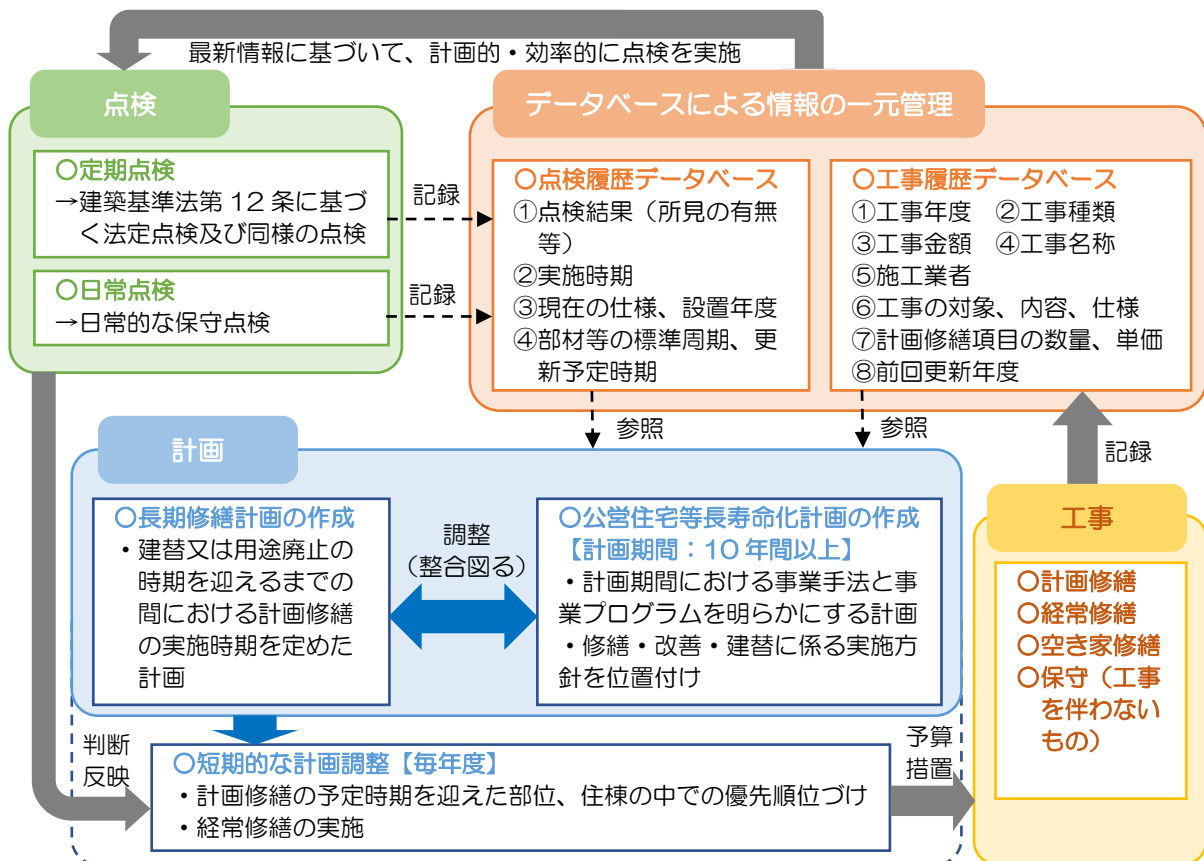 最新情報に基づいて、計画的・効率的に点検を実施
点検
○定期点検
→建築基準法第 12 条に基づ
く法定点検及び同様の点検
○日常点検
→日常的な保守点検
記録
記録
データベースによる情報の一元管理
○点検履歴データベース
①点検結果（所見の有無
等）
②実施時期
③現在の仕様、設置年度
④部材等の標準周期、更
新予定時期
○工事履歴データベース
①工事年度　②工事種類
③工事金額　④工事名称
⑤施工業者
⑥工事の対象、内容、仕様
⑦計画修繕項目の数量、単価
⑧前回更新年度
参照
参照
記録
計画
○長期修繕計画の作成
・建替又は用途廃止の
時期を迎えるまでの
間における計画修繕
の実施時期を定めた
計画
調整
（整合図る）
○公営住宅等長寿命化計画の作成
【計画期間：10 年間以上】
・計画期間における事業手法と事
業プログラムを明らかにする計画
・修繕・改善・建替に係る実施方
針を位置付け
判断
反映
○短期的な計画調整【毎年度】
・計画修繕の予定時期を迎えた部位、住棟の中での優先順位づけ
・経常修繕の実施
予算
措置
工事
○計画修繕
○経常修繕
○空き家修繕
○保守（工事
を伴わない
もの）